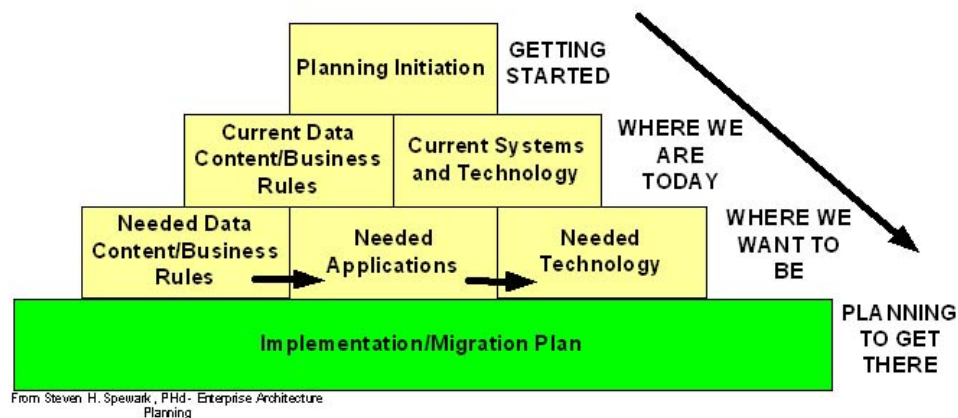 Planning Initiation
GETTING
STARTED
Current Data
Content/Business
Rules
Current Systems
and Technology
WHERE WE
ARE
TODAY
Needed Data
Content/Business
Rules
Needed
Applications
Needed
Technology
WHERE WE
WANT TO
BE
Implementation/Migration Plan
PLANNING
TO GET
THERE
From Steven H. Spewark, PHd- Enterprise Architecture
Planning